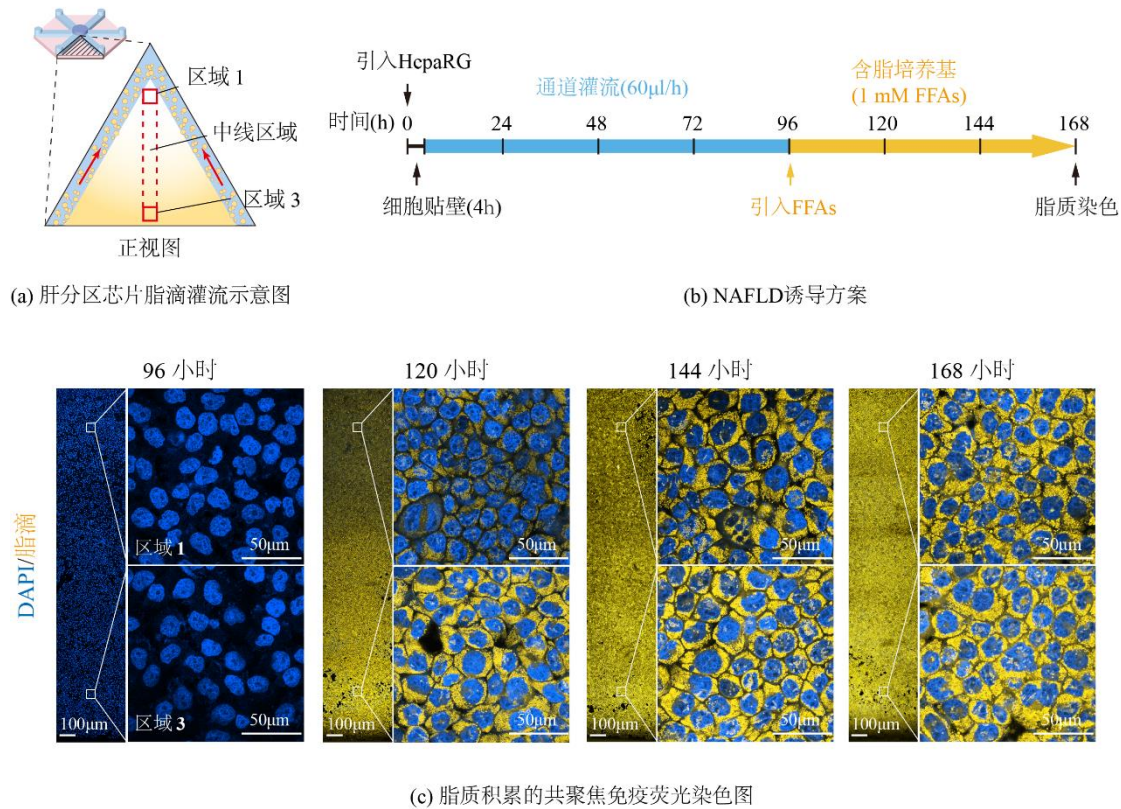 区域 1
中线区域
区域 3
正视图
(a) 肝分区芯片脂滴灌流示意图
引入HepaRG
通道灌流(60μl/h)
含脂培养基
(1 mM FFAs)
时间(h) 0 24 48 72 96 120 144 168
细胞贴壁(4h)
引入FFAs
脂质染色
(b) NAFLD诱导方案
96 小时
120 小时
144 小时
168 小时
DAPI/脂滴
区域 1
50μm
50μm
50μm
50μm
100μm
区域 3
50μm
100μm
50μm
100μm
50μm
100μm
50μm
(c) 脂质积累的共聚焦免疫荧光染色图